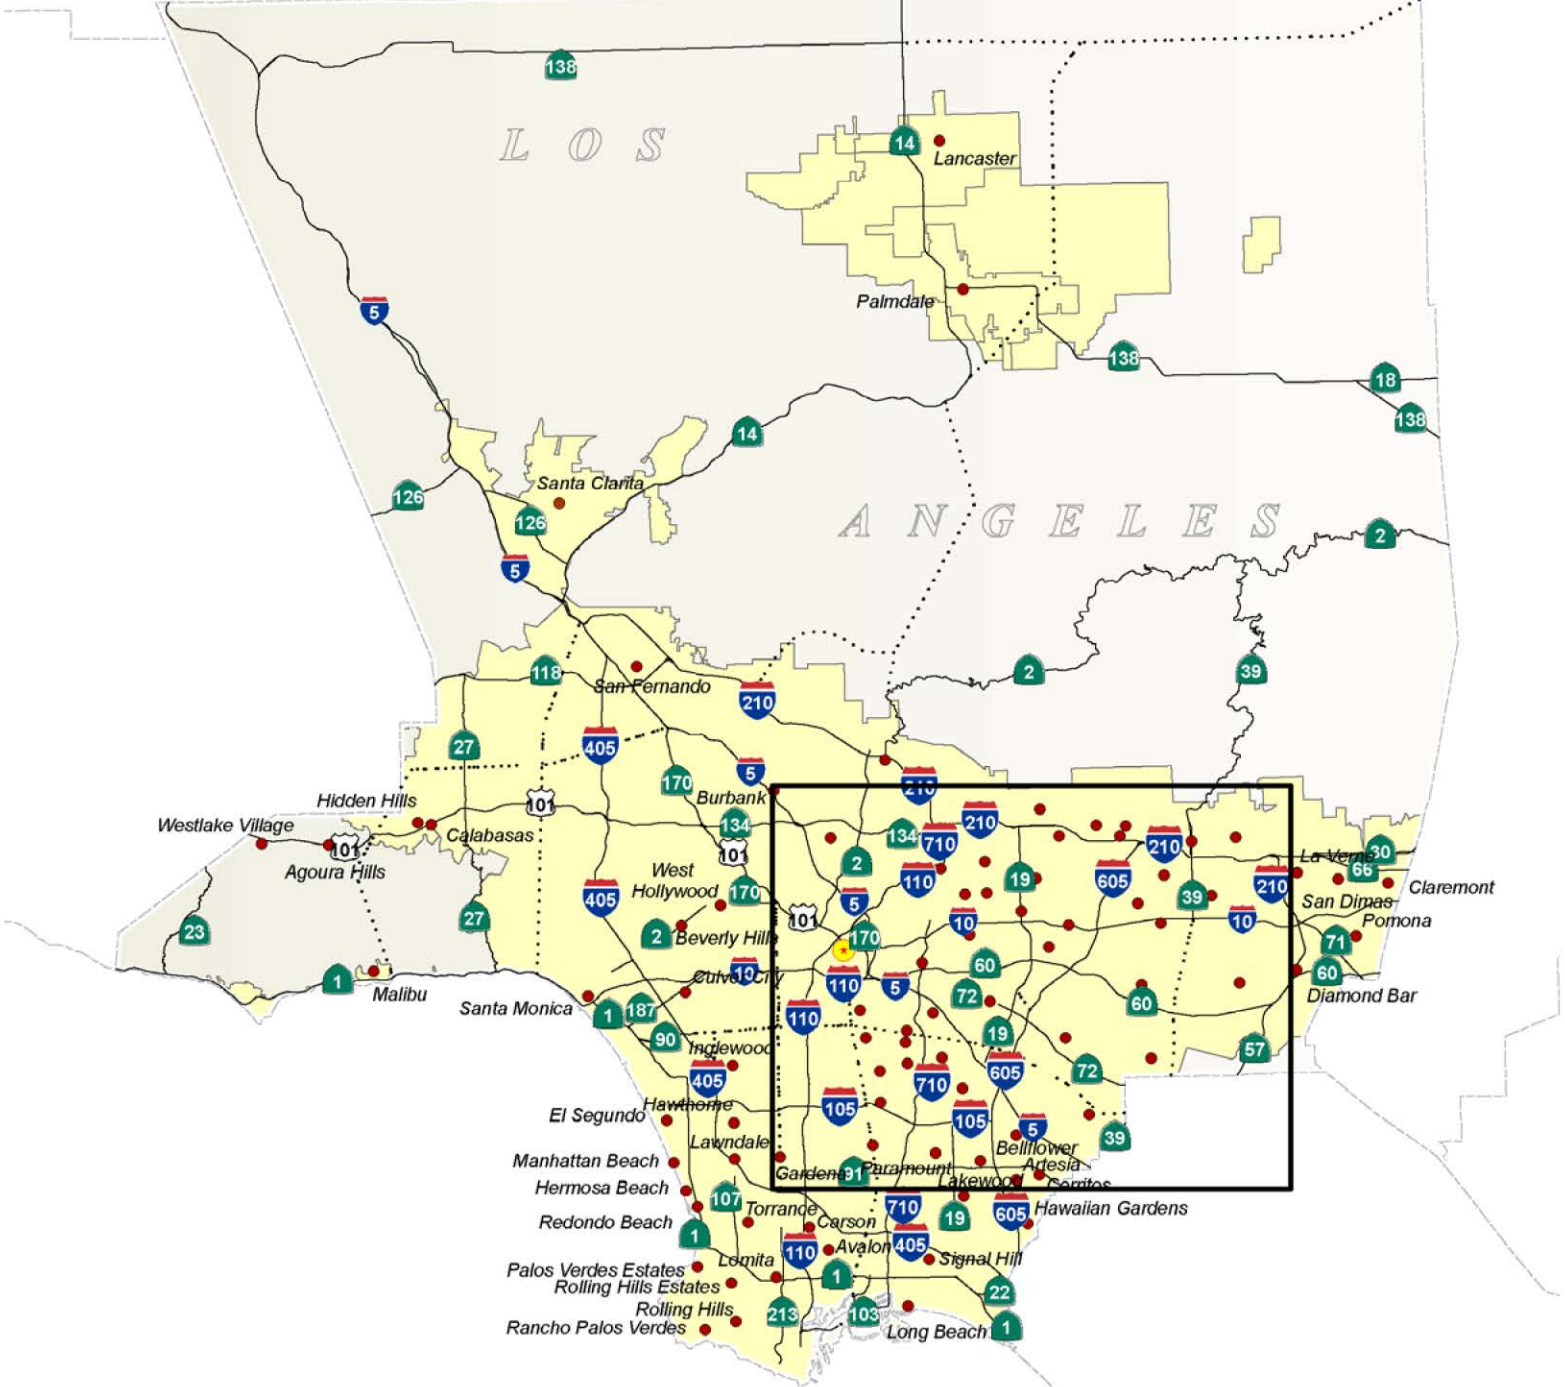 138
L O S
14
Lancaster
5
Palmdale
138
18
138
14
126
Santa Clarita
126
A N G E L E S
2
5
118
San Fernando
2
39
210
27
405
170
5
Burbank
210
Hidden Hills
101
Westlake Village
101
Calabasas
Agoura Hills
134
101
134
710
210
210
La Verne
30
66
West
Hollywood
170
2
110
19
605
39
210
San Dimas
Claremont
405
5
101
10
10
Pomona
23
27
2
Beverly Hills
170
71
1
Malibu
10
Culver City
110
5
60
72
60
60
Diamond Bar
Santa Monica
1
187
110
90
Inglewood
19
57
405
605
72
710
El Segundo
Hawthorne
105
105
5
39
Lawndale
Bellflower
Manhattan Beach
Gardena
91
Paramount
Artesia
Lakewood
Cerritos
Hermosa Beach
107
Torrance
710
19
605
Hawaiian Gardens
Redondo Beach
1
Carson
110
Avalon
405
Signal Hill
Lomita
Palos Verdes Estates
1
Rolling Hills Estates
22
Rolling Hills
213
103
Rancho Palos Verdes
Long Beach
1